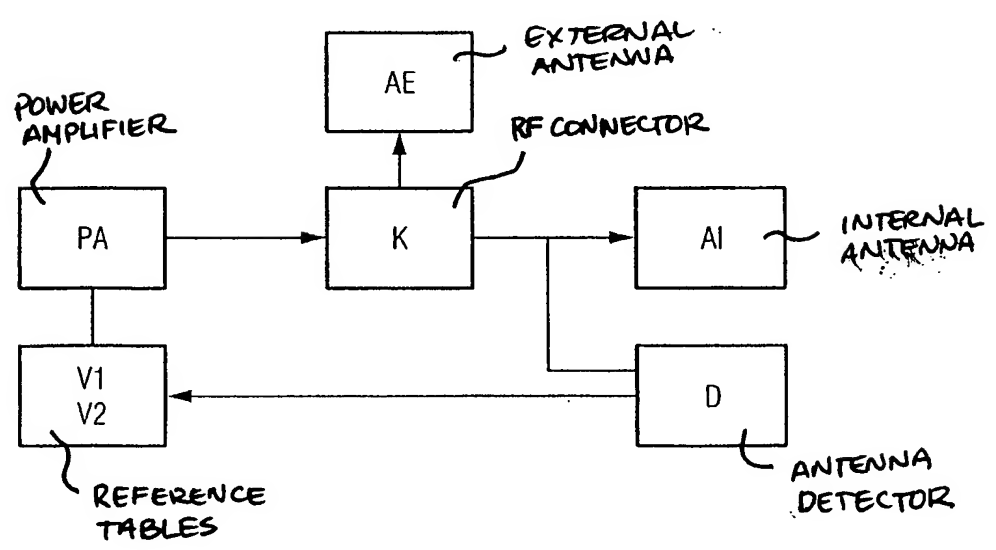 EXTERNAL
ANTENNA
AE
POWER
AMPLIFIER
RF CONNECTOR
PA
K
AI
INTERNAL
ANTENNA
V1
V2
D
REFERENCE
TABLES
ANTENNA
DETECTOR